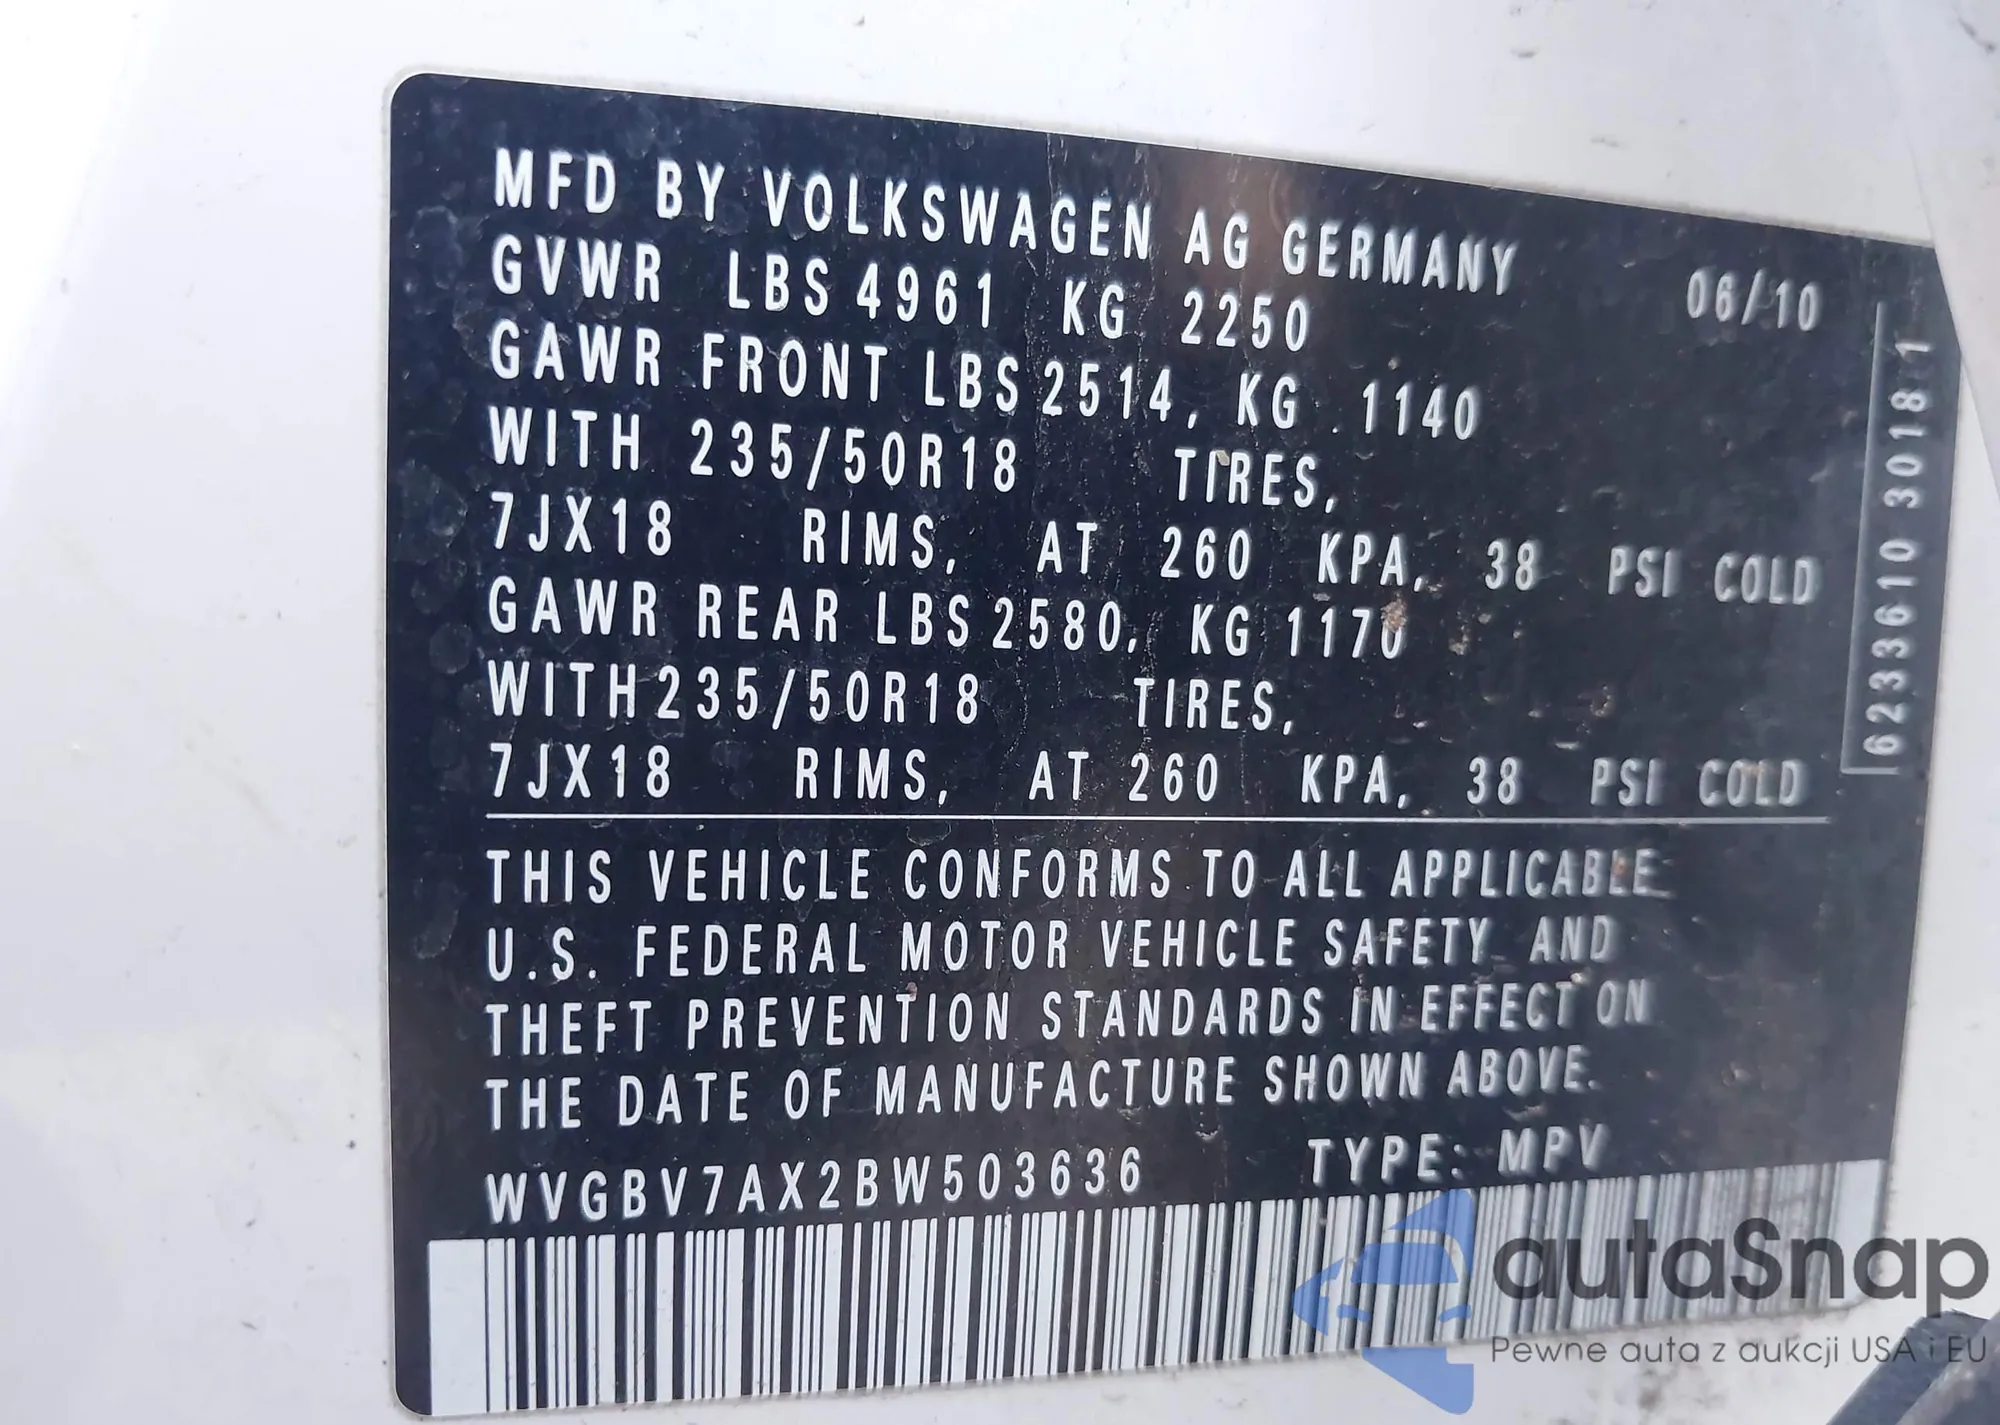 MFD BY VOLKSWAGEN AG GERMANY 06/10
GVWR LBS 4961 KG 2250
GAWR FRONT LBS 2514, KG 1140
WITH 235/50R18 TIRES,
7JX18 RIMS, AT 260 KPA, 38 PSI COLD
GAWR REAR LBS 2580, KG 1170
WITH 235/50R18 TIRES,
7JX18 RIMS, AT 260 KPA, 38 PSI COLD
6233610 30181
THIS VEHICLE CONFORMS TO ALL APPLICABLE
U.S. FEDERAL MOTOR VEHICLE SAFETY AND
THEFT PREVENTION STANDARDS IN EFFECT ON
THE DATE OF MANUFACTURE SHOWN ABOVE.
WVGBV7AX2BW503636 TYPE: MPV
autaSnap
Pewne auta z aukcji USA i EU